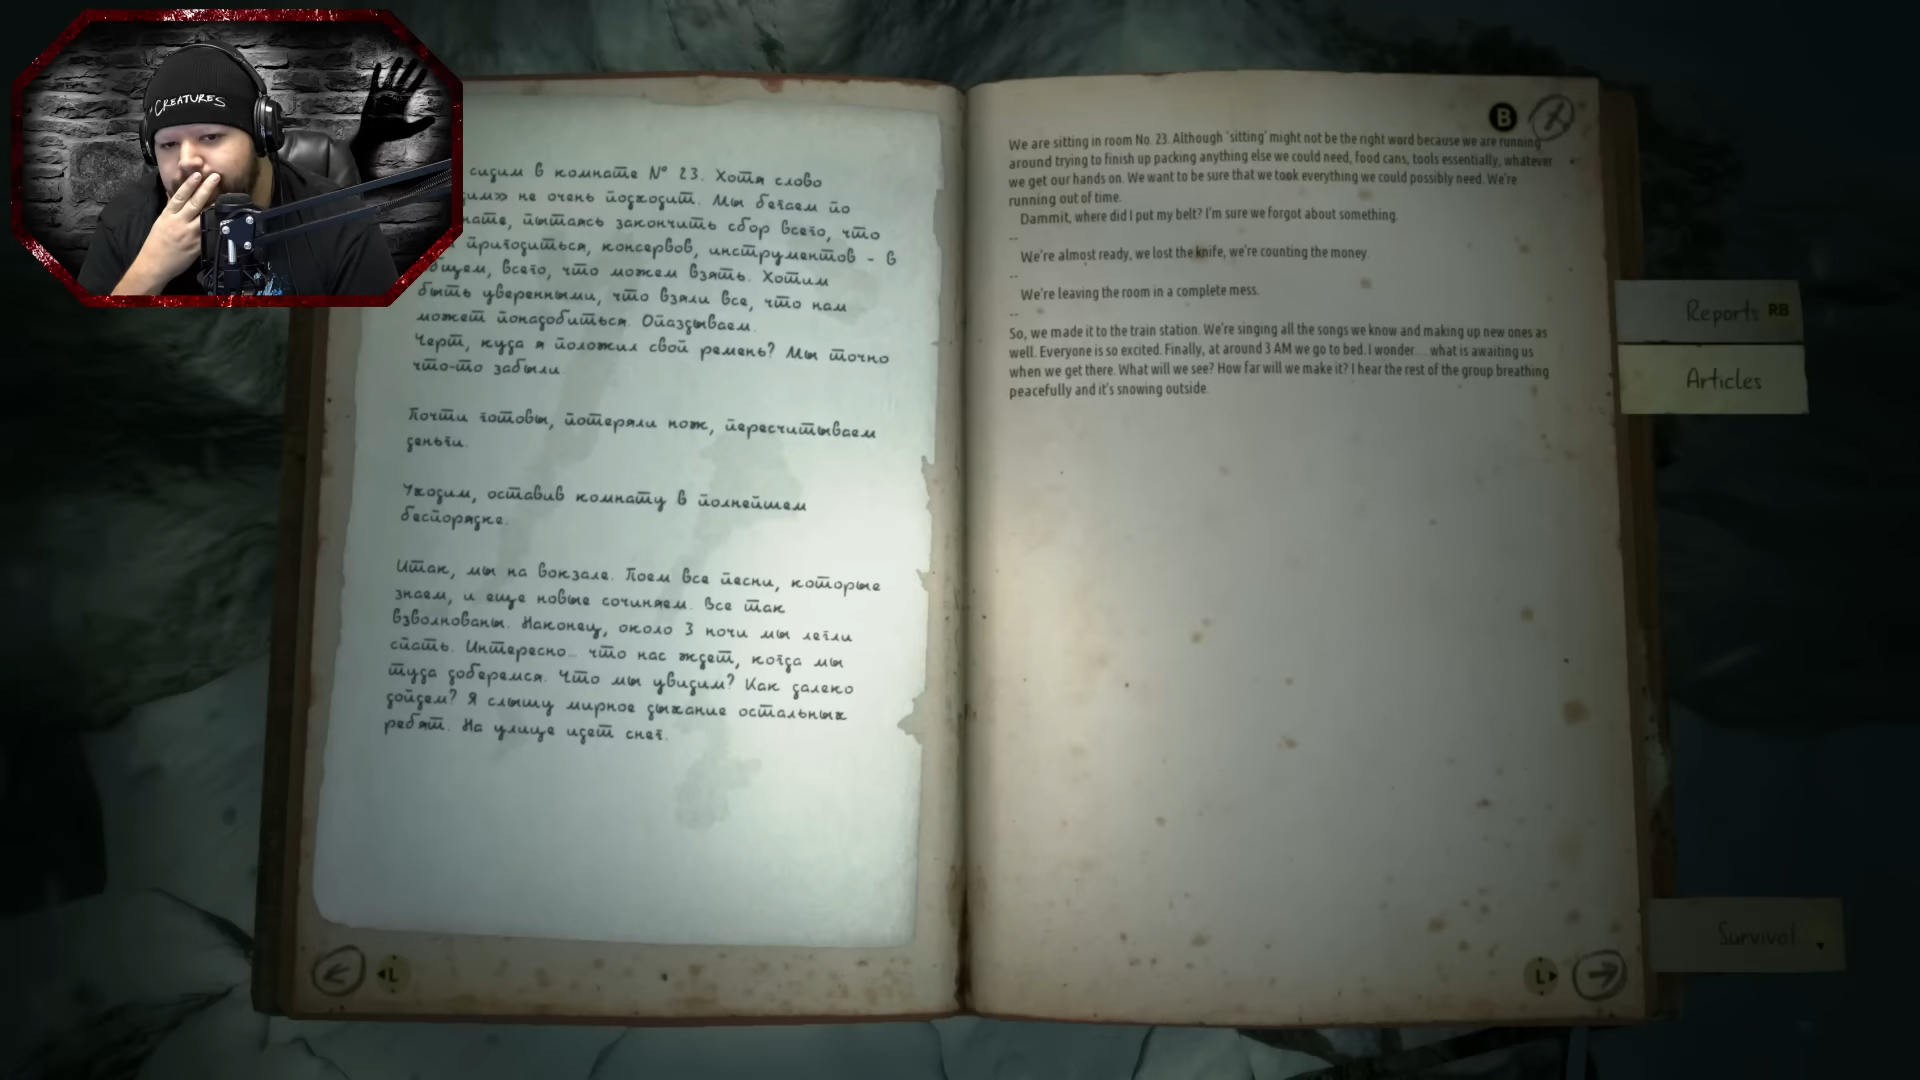 CREATURES
сидим в комнате № 23. Хотя слово
не очень подходит. Мы бегаем по
пытаясь закончить сбор всего, что
пригодиться, консервов, инструментов - в
всего, что можем взять. Хотим
быть уверенными, что взяли все, что нам
может понадобиться. Опаздываем.
Черт, куда я положил свой ремень? Мы точно
что-то забыли.
Почти готовы, потеряли нож, пересчитываем
деньги.
Уходим, оставив комнату в полнейшем
беспорядке.
Итак, мы на вокзале. Поем все песни, которые
знаем, и еще новые сочиняем. Все так
взволнованы. Наконец, около 3 ночи мы легли
спать. Интересно... что нас ждет, когда мы
туда доберемся. Что мы увидим? Как далеко
дойдем? Я слышу мирное дыхание остальных
ребят. На улице идет снег.
L
B
We are sitting in room No. 23. Although 'sitting' might not be the right word because we are running
around trying to finish up packing anything else we could need, food cans, tools essentially, whatever
we get our hands on. We want to be sure that we took everything we could possibly need. We're
running out of time.
Dammit, where did I put my belt? I'm sure we forgot about something.
--
We're almost ready, we lost the knife, we're counting the money.
--
We're leaving the room in a complete mess.
--
So, we made it to the train station. We're singing all the songs we know and making up new ones as
well. Everyone is so excited. Finally, at around 3 AM we go to bed. I wonder... what is awaiting us
when we get there. What will we see? How far will we make it? I hear the rest of the group breathing
peacefully and it's snowing outside.
L
Reports RB
Articles
Survival